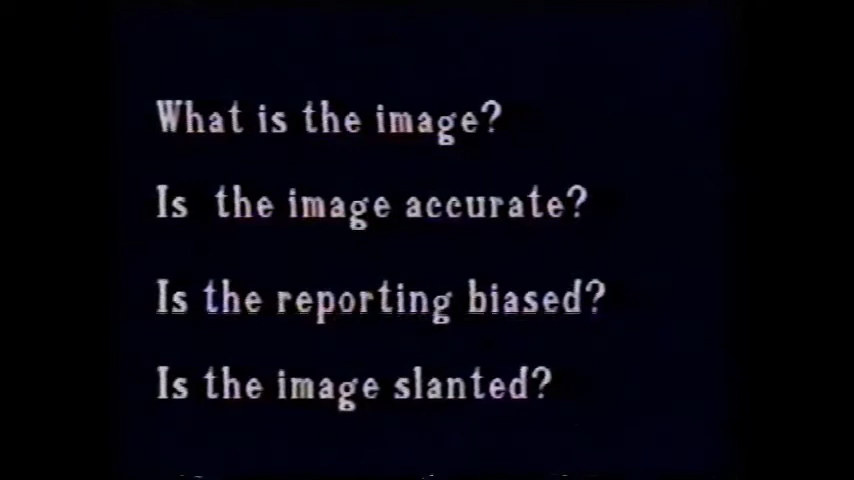 What is the image?
Is the image accurate?
Is the reporting biased?
Is the image slanted?